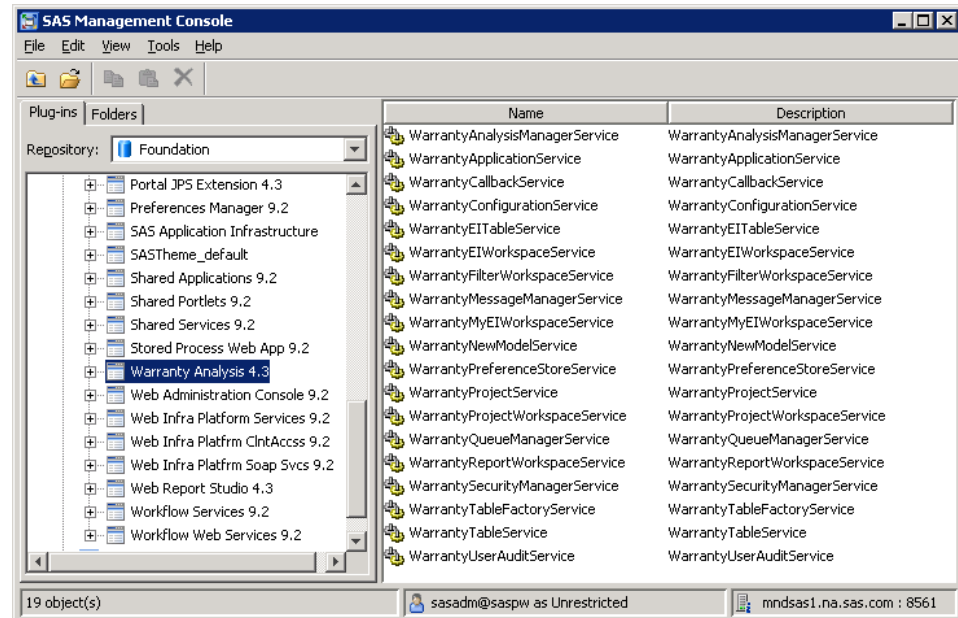 SAS Management Console
File Edit View Tools Help
Plug-ins Folders
Repository: Foundation
Portal JPS Extension 4.3
Preferences Manager 9.2
SAS Application Infrastructure
SASTheme_default
Shared Applications 9.2
Shared Portlets 9.2
Shared Services 9.2
Stored Process Web App 9.2
Warranty Analysis 4.3
Web Administration Console 9.2
Web Infra Platform Services 9.2
Web Infra Platfrm ClntAccss 9.2
Web Infra Platfrm Soap Svcs 9.2
Web Report Studio 4.3
Workflow Services 9.2
Workflow Web Services 9.2
Name Description
WarrantyAnalysisManagerService WarrantyAnalysisManagerService
WarrantyApplicationService WarrantyApplicationService
WarrantyCallbackService WarrantyCallbackService
WarrantyConfigurationService WarrantyConfigurationService
WarrantyEITableService WarrantyEITableService
WarrantyEIWorkspaceService WarrantyEIWorkspaceService
WarrantyFilterWorkspaceService WarrantyFilterWorkspaceService
WarrantyMessageManagerService WarrantyMessageManagerService
WarrantyMyEIWorkspaceService WarrantyMyEIWorkspaceService
WarrantyNewModelService WarrantyNewModelService
WarrantyPreferenceStoreService WarrantyPreferenceStoreService
WarrantyProjectService WarrantyProjectService
WarrantyProjectWorkspaceService WarrantyProjectWorkspaceService
WarrantyQueueManagerService WarrantyQueueManagerService
WarrantyReportWorkspaceService WarrantyReportWorkspaceService
WarrantySecurityManagerService WarrantySecurityManagerService
WarrantyTableFactoryService WarrantyTableFactoryService
WarrantyTableService WarrantyTableService
WarrantyUserAuditService WarrantyUserAuditService
19 object(s) sasadm@saspw as Unrestricted mndsas1.na.sas.com : 8561